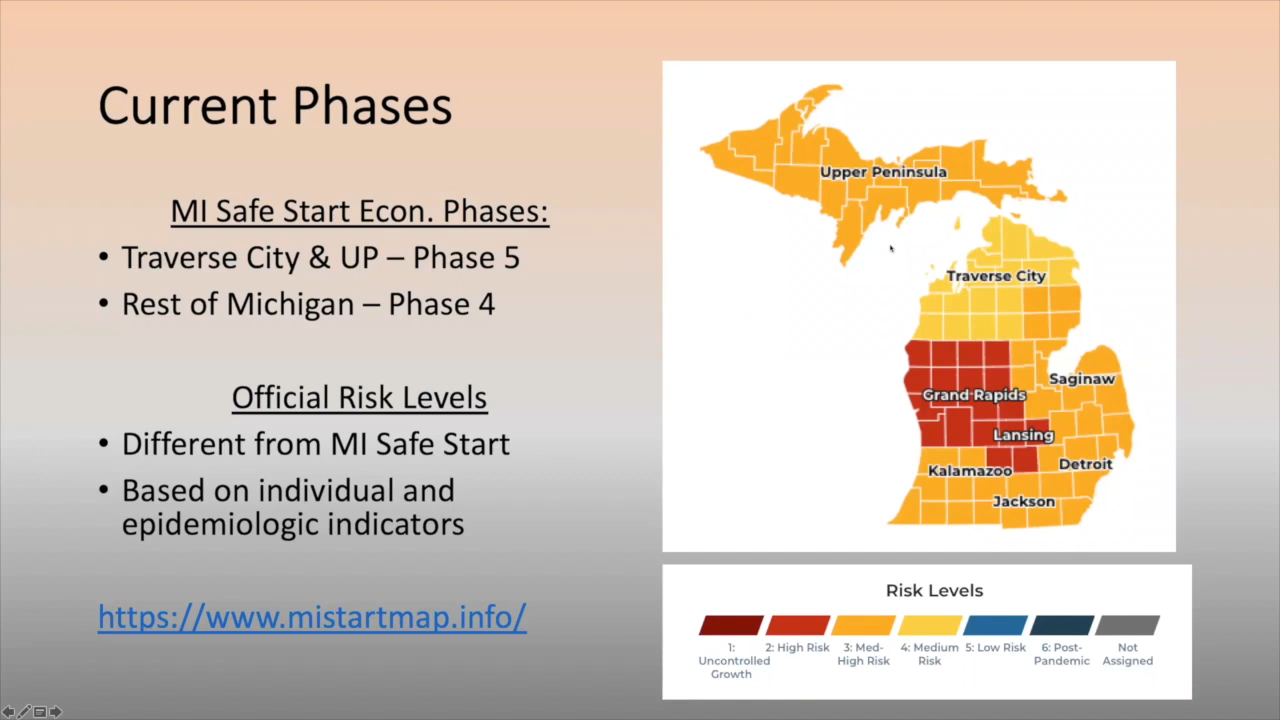 Current Phases
MI Safe Start Econ. Phases:
• Traverse City & UP – Phase 5
• Rest of Michigan – Phase 4
Official Risk Levels
• Different from MI Safe Start
• Based on individual and
epidemiologic indicators
https://www.mistartmap.info/
Upper Peninsula
Traverse City
Saginaw
Grand Rapids
Lansing
Kalamazoo
Detroit
Jackson
Risk Levels
1:
Uncontrolled
Growth
2: High Risk
3: Med-
High Risk
4: Medium
Risk
5: Low Risk
6: Post-
Pandemic
Not
Assigned